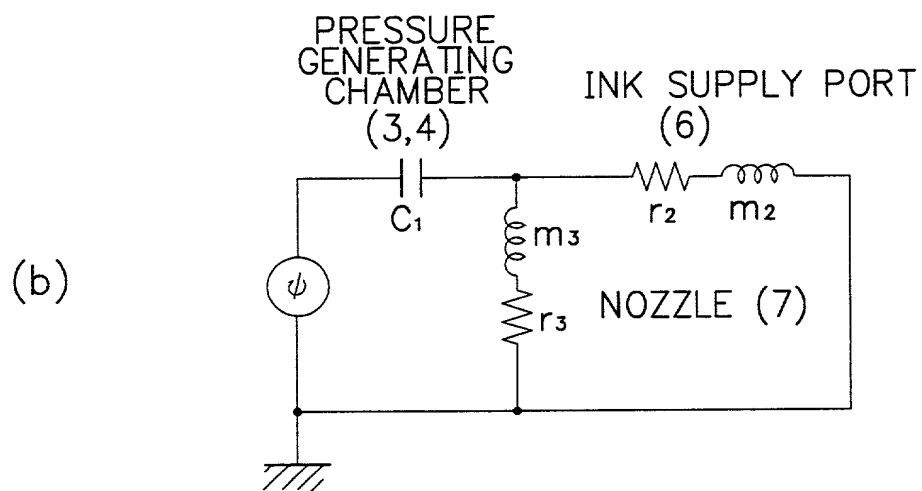 PRESSURE
GENERATING
CHAMBER
(3,4)
INK SUPPLY PORT
(6)
C₁
r₂
m₂
m₃
r₃
NOZZLE (7)
ψ
(b)